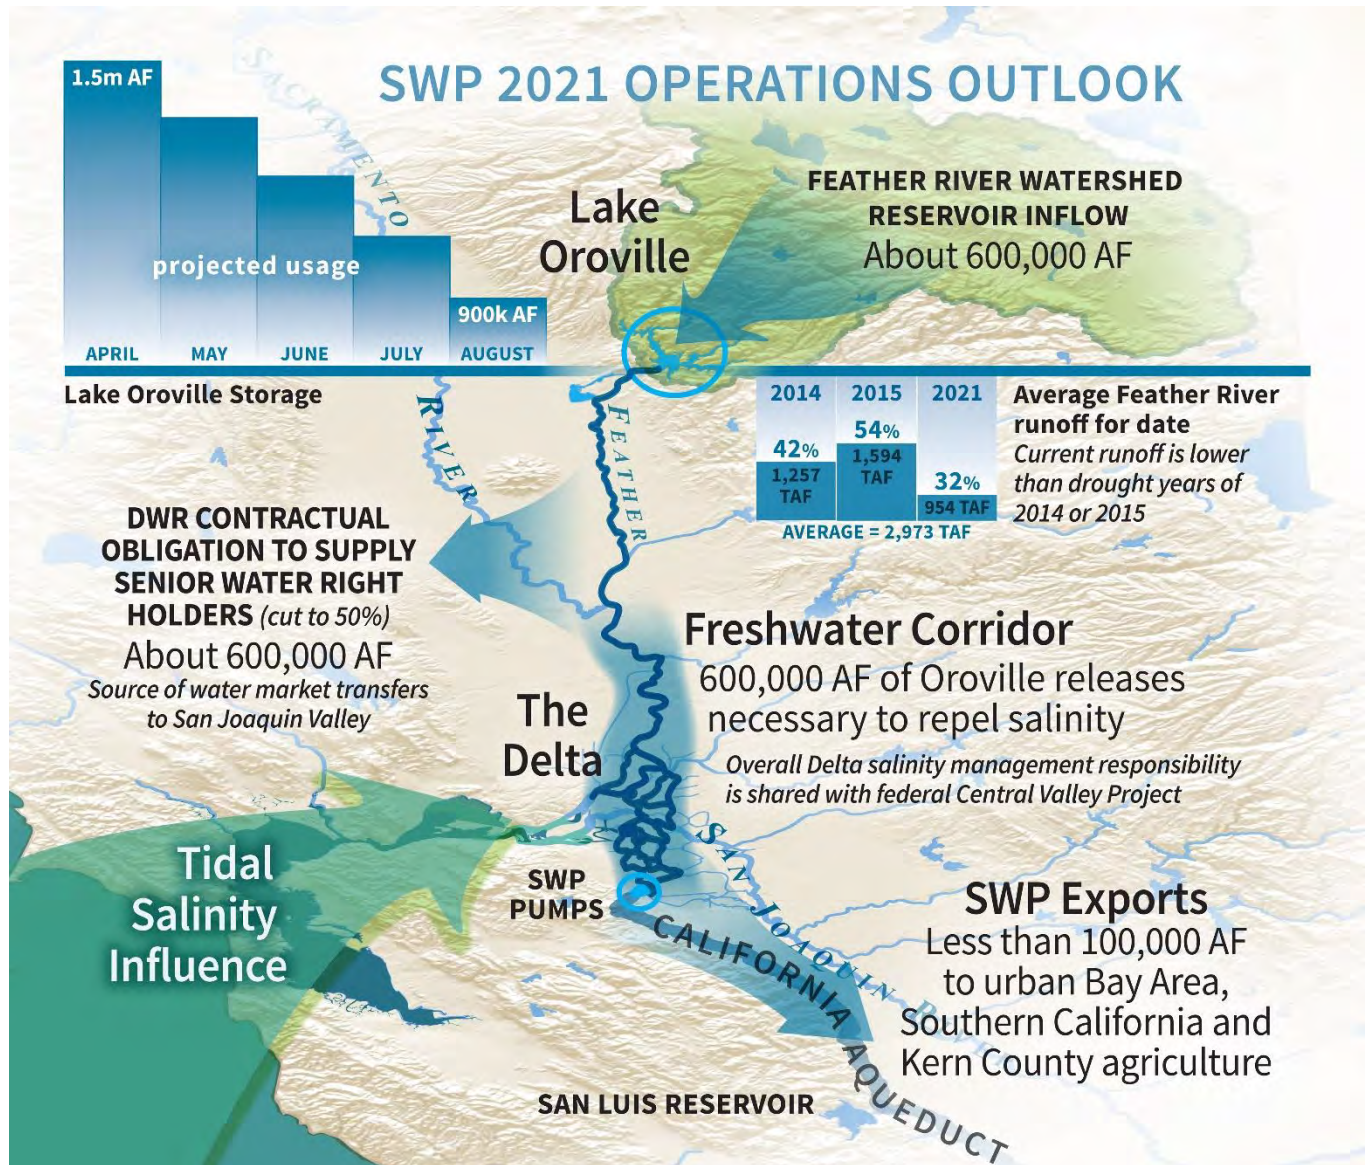 SWP 2021 OPERATIONS OUTLOOK
1.5m AF
projected usage
900k AF
APRIL
MAY
JUNE
JULY
AUGUST
Lake Oroville Storage
SACRAMENTO
RIVER
Lake
Oroville
FEATHER RIVER WATERSHED
RESERVOIR INFLOW
About 600,000 AF
FEATHER
2014
2015
2021
42%
54%
32%
1,257
TAF
1,594
TAF
954 TAF
AVERAGE = 2,973 TAF
Average Feather River
runoff for date
Current runoff is lower
than drought years of
2014 or 2015
DWR CONTRACTUAL
OBLIGATION TO SUPPLY
SENIOR WATER RIGHT
HOLDERS (cut to 50%)
About 600,000 AF
Source of water market transfers
to San Joaquin Valley
Freshwater Corridor
600,000 AF of Oroville releases
necessary to repel salinity
Overall Delta salinity management responsibility
is shared with federal Central Valley Project
The
Delta
Tidal
Salinity
Influence
SWP
PUMPS
SAN JOAQUIN RIVER
CALIFORNIA AQUEDUCT
SWP Exports
Less than 100,000 AF
to urban Bay Area,
Southern California and
Kern County agriculture
SAN LUIS RESERVOIR